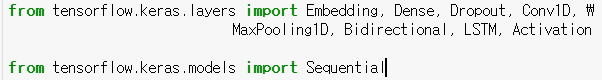 from tensorflow.keras.layers import Embedding, Dense, Dropout, Conv1D, ₩
MaxPooling1D, Bidirectional, LSTM, Activation
from tensorflow.keras.models import Sequential